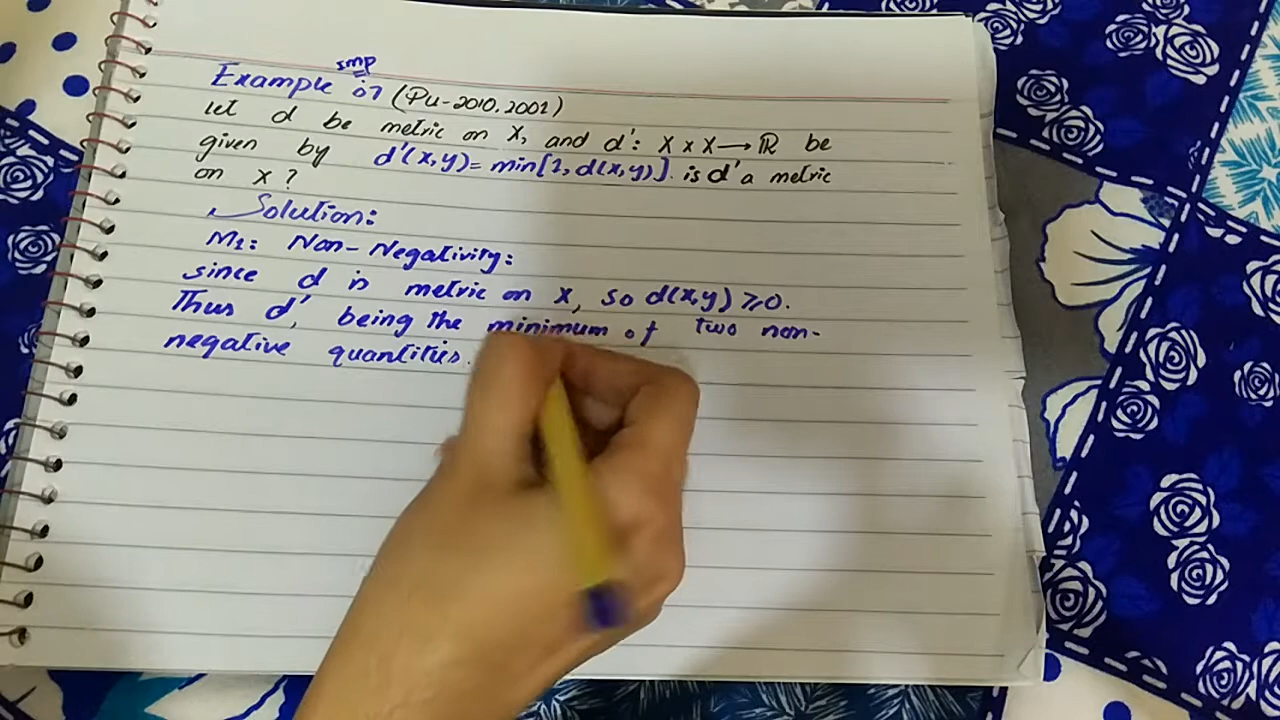 imp
Example 07 (PU-2010, 2001)
let d be metric on X, and d': X x X → ℝ be
given by d'(x,y) = min[1, d(x,y)]. is d' a metric
on X ?
Solution:
M1: Non-Negativity:
since d is metric on X, so d(x,y) ≥ 0.
Thus d', being the minimum of two non-
negative quantities.